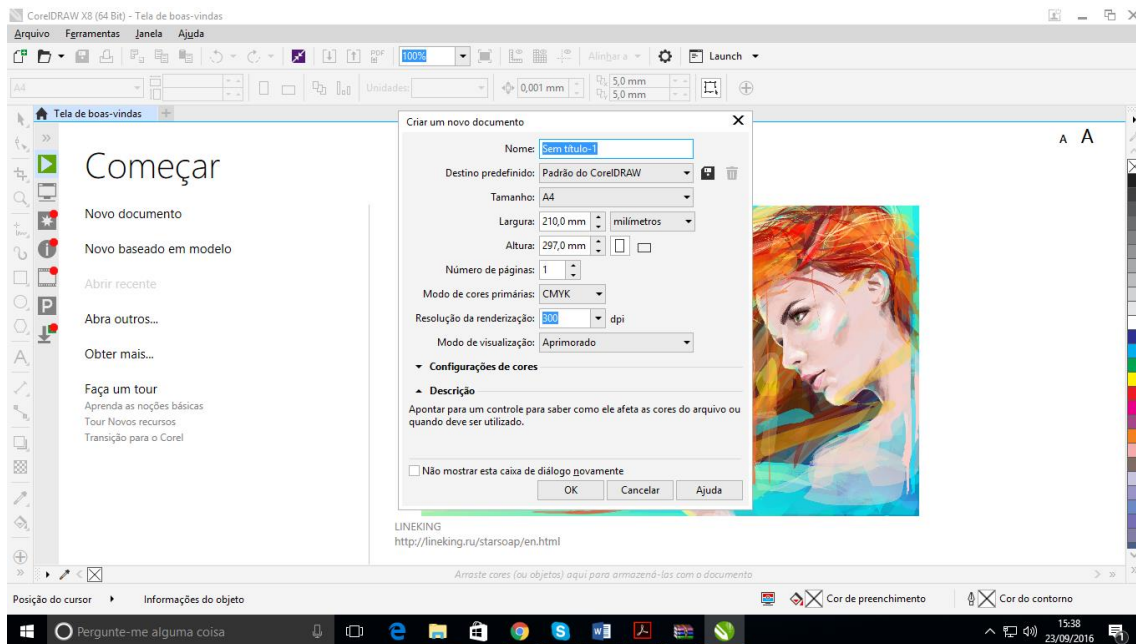 CorelDRAW X8 (64 Bit) - Tela de boas-vindas
Arquivo Ferramentas Janela Ajuda
PDF 100% Alinhar a Launch
A4 Unidades: 0,001 mm 5,0 mm
5,0 mm
Tela de boas-vindas
A A
Começar
Novo documento
Novo baseado em modelo
Abrir recente
Abra outros...
Obter mais...
Faça um tour
Aprenda as noções básicas
Tour Novos recursos
Transição para o Corel
Criar um novo documento
Nome: Sem título-1
Destino predefinido: Padrão do CorelDRAW
Tamanho: A4
Largura: 210,0 mm milímetros
Altura: 297,0 mm
Número de páginas: 1
Modo de cores primárias: CMYK
Resolução da renderização: 300 dpi
Modo de visualização: Aprimorado
Configurações de cores
Descrição
Apontar para um controle para saber como ele afeta as cores do arquivo ou
quando deve ser utilizado.
Não mostrar esta caixa de diálogo novamente
OK Cancelar Ajuda
LINEKING
http://lineking.ru/starsoap/en.html
Arraste cores (ou objetos) aqui para armazená-las com o documento
Posição do cursor Informações do objeto Cor de preenchimento Cor do contorno
Pergunte-me alguma coisa
15:38
23/09/2016